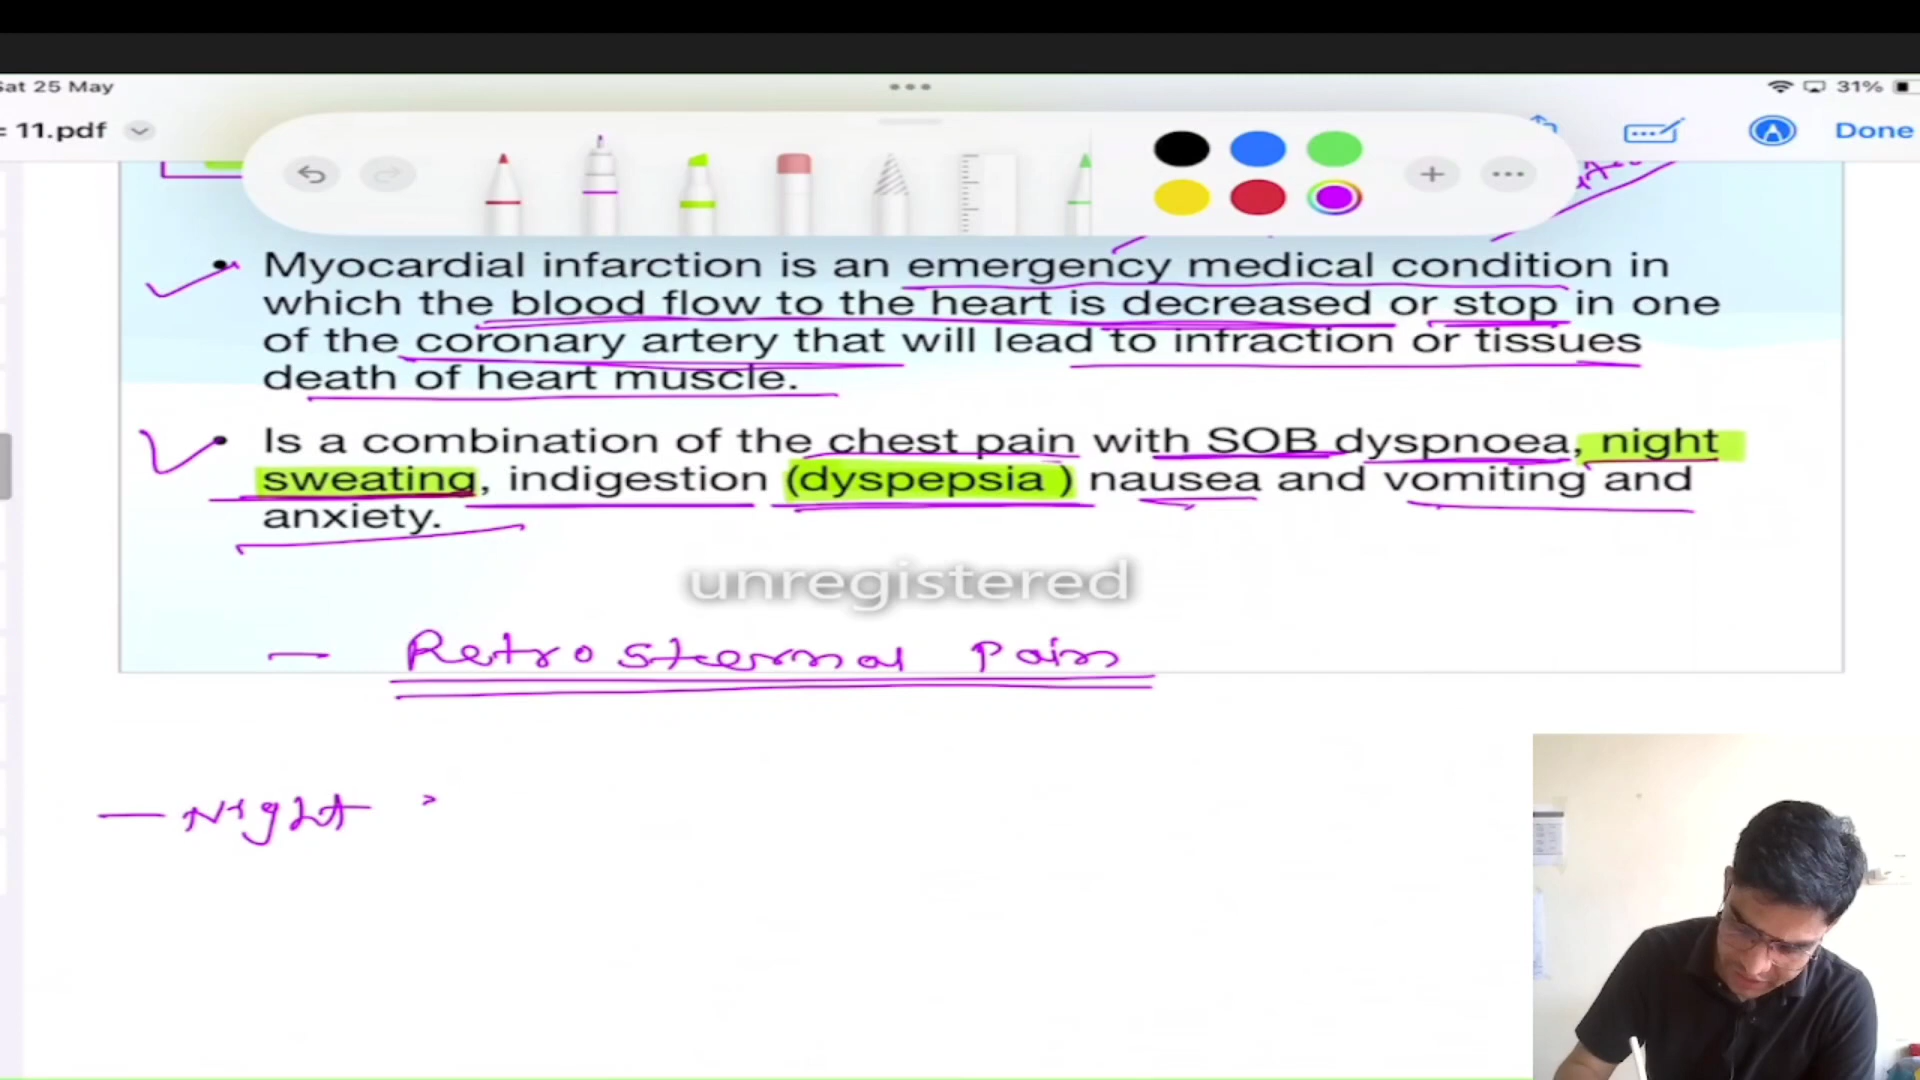 Sat 25 May
31%
= 11.pdf
Done
• Myocardial infarction is an emergency medical condition in
which the blood flow to the heart is decreased or stop in one
of the coronary artery that will lead to infraction or tissues
death of heart muscle.
• Is a combination of the chest pain with SOB dyspnoea, night
sweating, indigestion (dyspepsia ) nausea and vomiting and
anxiety.
unregistered
— Retrosternal Pain
— Night